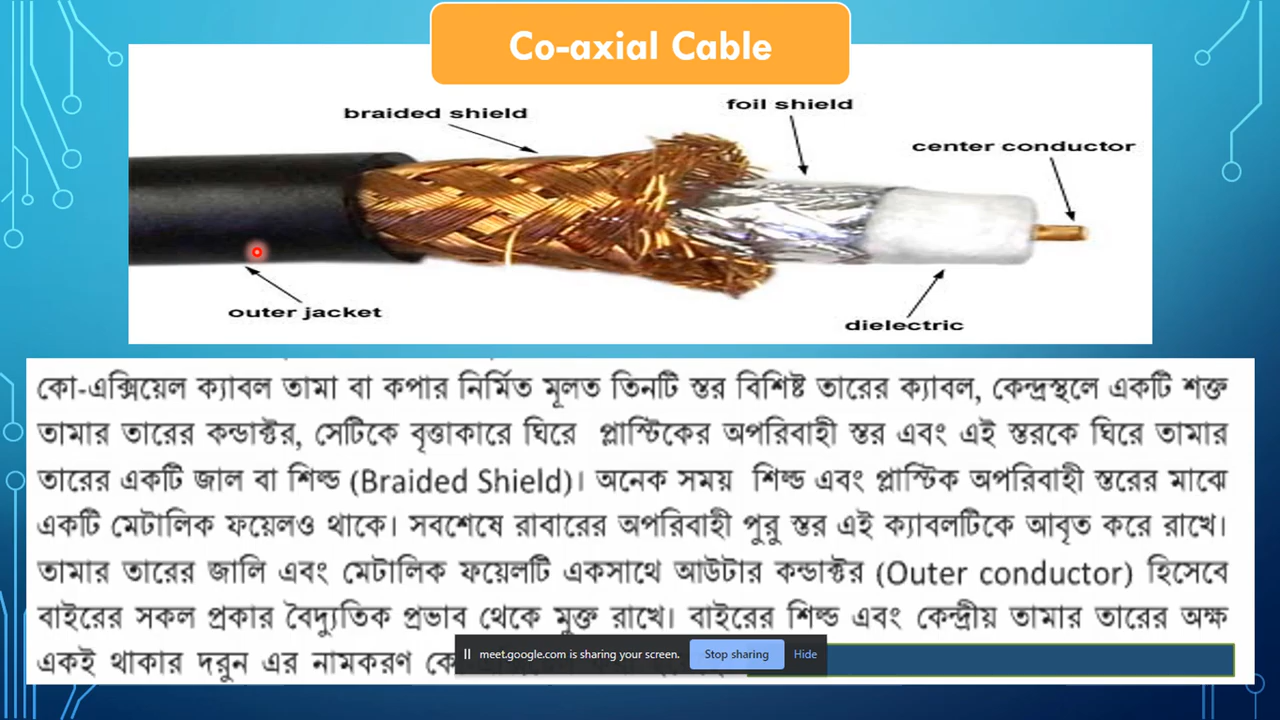 Co-axial Cable
braided shield
foil shield
center conductor
outer jacket
dielectric
কো-এক্সিয়েল ক্যাবল তামা বা কপার নির্মিত মূলত তিনটি স্তর বিশিষ্ট তারের ক্যাবল, কেন্দ্রস্থলে একটি শক্ত
তামার তারের কন্ডাক্টর, সেটিকে বৃত্তাকারে ঘিরে প্লাস্টিকের অপরিবাহী স্তর এবং এই স্তরকে ঘিরে তামার
তারের একটি জাল বা শিল্ড (Braided Shield)। অনেক সময় শিল্ড এবং প্লাস্টিক অপরিবাহী স্তরের মাঝে
একটি মেটালিক ফয়েলও থাকে। সবশেষে রাবারের অপরিবাহী পুরু স্তর এই ক্যাবলটিকে আবৃত করে রাখে।
তামার তারের জালি এবং মেটালিক ফয়েলটি একসাথে আউটার কন্ডাক্টর (Outer conductor) হিসেবে
বাইরের সকল প্রকার বৈদ্যুতিক প্রভাব থেকে মুক্ত রাখে। বাইরের শিল্ড এবং কেন্দ্রীয় তামার তারের অক্ষ
একই থাকার দরুন এর নামকরণ
meet.google.com is sharing your screen. Stop sharing Hide